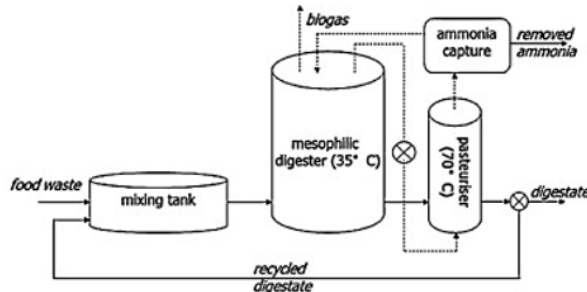 biogas
ammonia
capture
removed
ammonia
mesophilic
digester (35° C)
pasteuriser
(70° C)
food waste
mixing tank
digestate
recycled
digestate